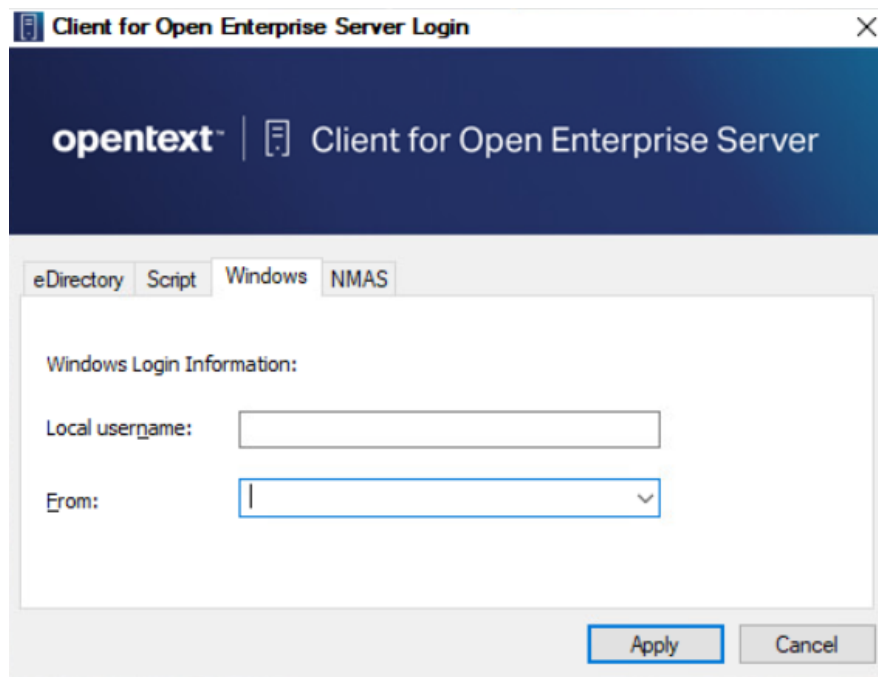 Client for Open Enterprise Server Login
opentext™ Client for Open Enterprise Server
eDirectory Script Windows NMAS
Windows Login Information:
Local username:
From:
Apply Cancel